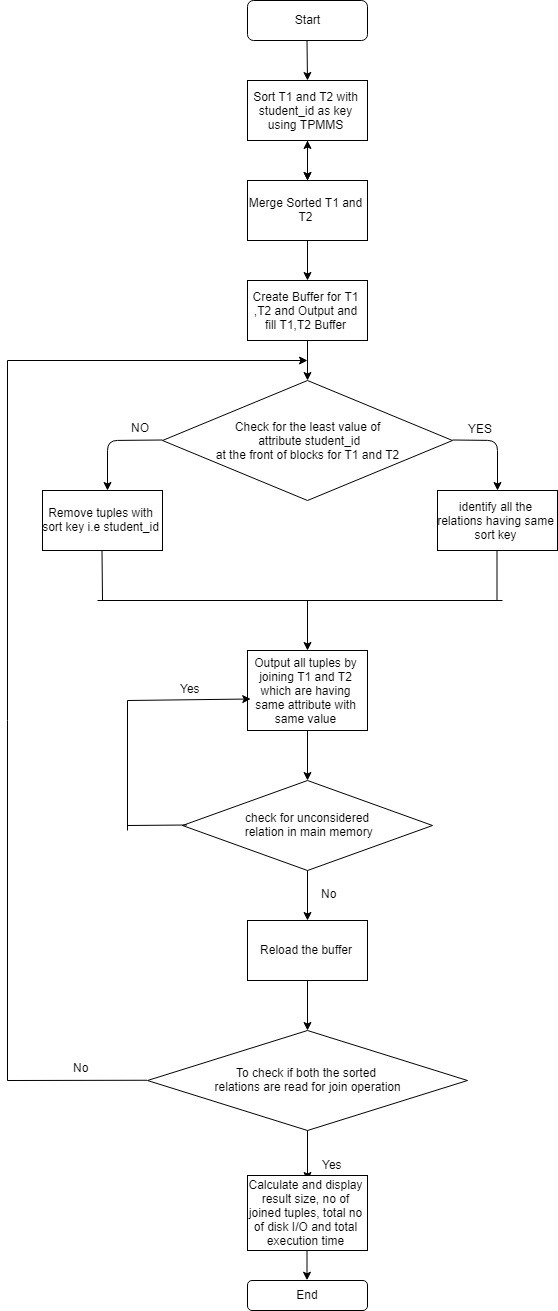 Start
Sort T1 and T2 with
student_id as key
using TPMMS
Merge Sorted T1 and
T2
Create Buffer for T1
,T2 and Output and
fill T1,T2 Buffer
NO
Check for the least value of
attribute student_id
at the front of blocks for T1 and T2
YES
Remove tuples with
sort key i.e student_id
identify all the
relations having same
sort key
Output all tuples by
joining T1 and T2
which are having
same attribute with
same value
Yes
check for unconsidered
relation in main memory
No
Reload the buffer
No
To check if both the sorted
relations are read for join operation
Yes
Calculate and display
result size, no of
joined tuples, total no
of disk I/O and total
execution time
End